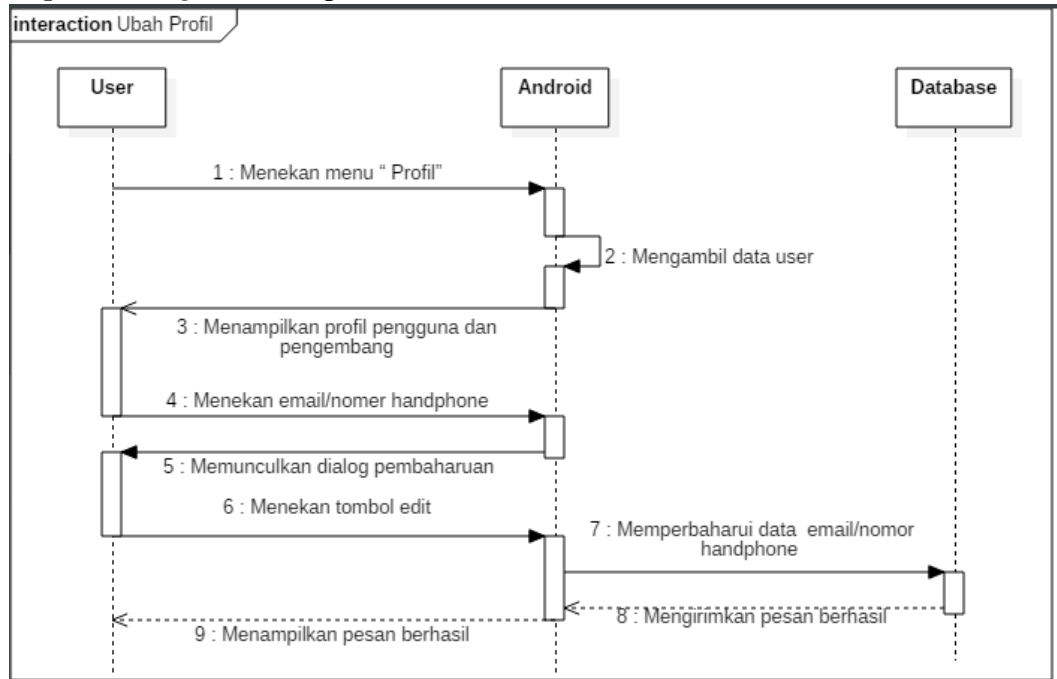 interaction Ubah Profil
User
Android
Database
1 : Menekan menu “ Profil”
2 : Mengambil data user
3 : Menampilkan profil pengguna dan
pengembang
4 : Menekan email/nomer handphone
5 : Memunculkan dialog pembaharuan
6 : Menekan tombol edit
7 : Memperbaharui data email/nomor
handphone
8 : Mengirimkan pesan berhasil
9 : Menampilkan pesan berhasil